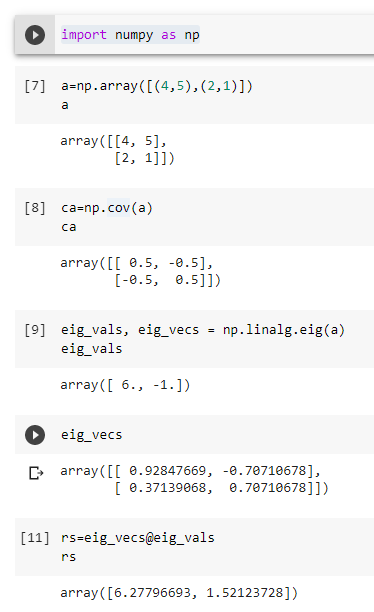 import numpy as np
[7] a=np.array([(4,5),(2,1)])
a
array([[4, 5],
[2, 1]])
[8] ca=np.cov(a)
ca
array([[ 0.5, -0.5],
[-0.5,  0.5]])
[9] eig_vals, eig_vecs = np.linalg.eig(a)
eig_vals
array([ 6., -1.])
eig_vecs
array([[ 0.92847669, -0.70710678],
[ 0.37139068,  0.70710678]])
[11] rs=eig_vecs@eig_vals
rs
array([6.27796693, 1.52123728])